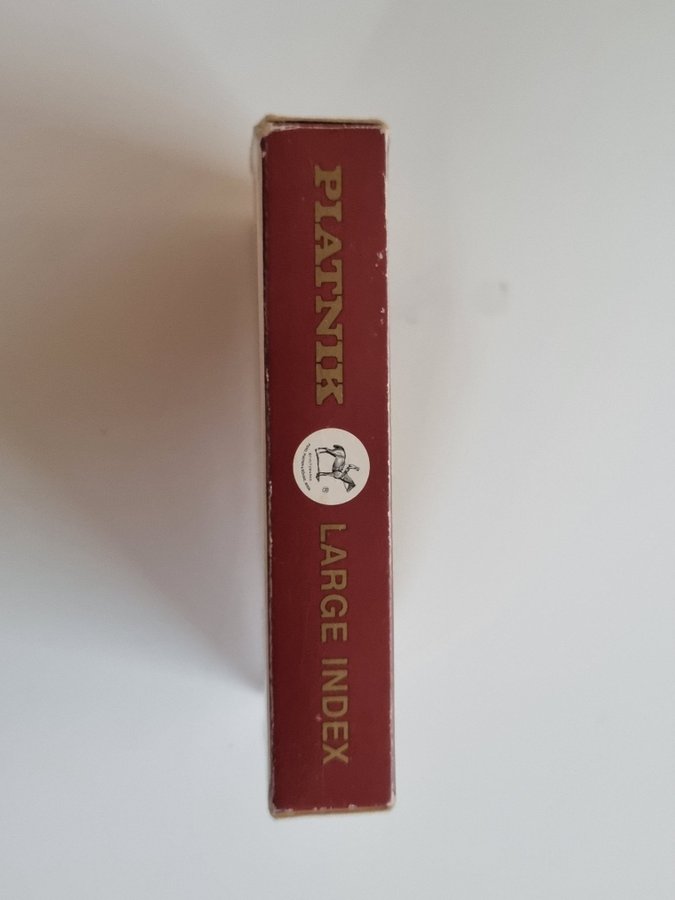 PIATNIK
®
LARGE INDEX